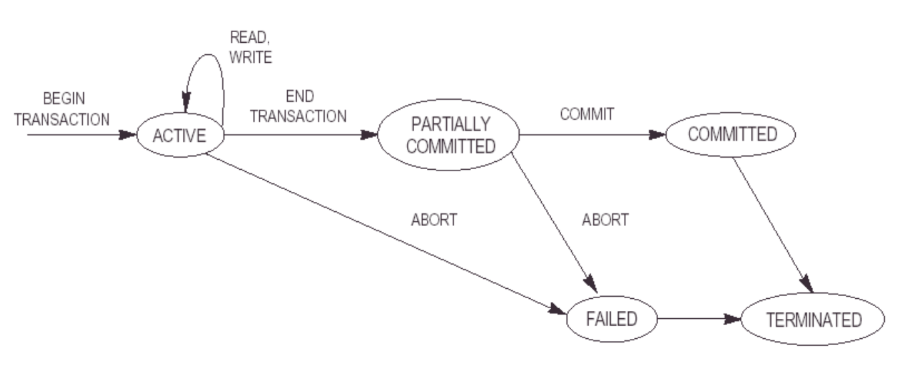 READ,
WRITE
BEGIN
TRANSACTION
END
TRANSACTION
COMMIT
ACTIVE
PARTIALLY
COMMITTED
COMMITTED
ABORT
ABORT
FAILED
TERMINATED